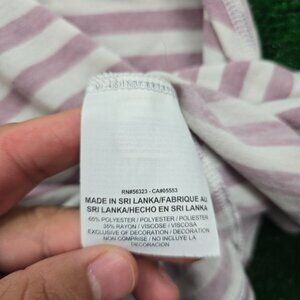 RN#56323 - CA#05553
MADE IN SRI LANKA/FABRIQUE AU
SRI LANKA/HECHO EN SRI LANKA
65% POLYESTER / POLYESTER / POLIESTER
35% RAYON / VISCOSE / VISCOSA
EXCLUSIVE OF DECORATION / DECORATION
NON COMPRISE / NO INCLUYE LA
DECORACION